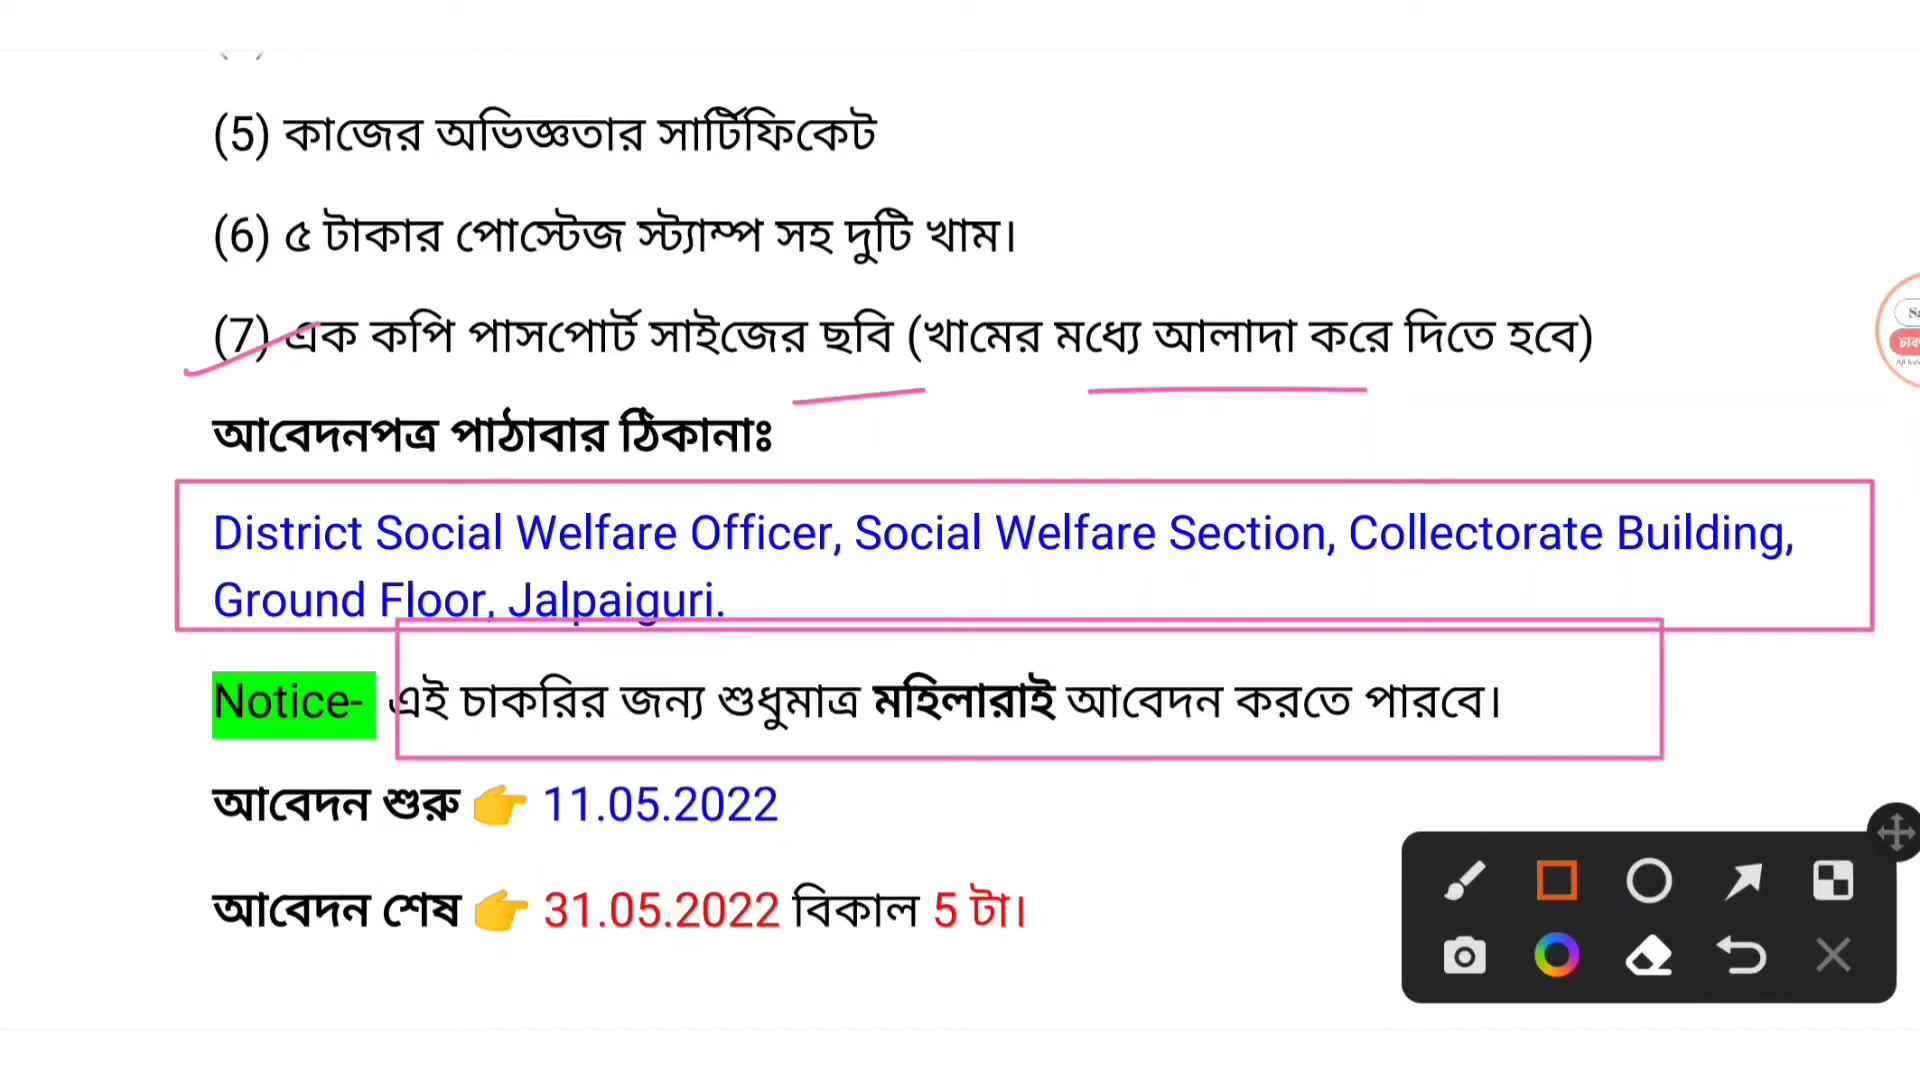 (5) কাজের অভিজ্ঞতার সার্টিফিকেট
(6) ৫ টাকার পোস্টেজ স্ট্যাম্প সহ দুটি খাম।
(7) এক কপি পাসপোর্ট সাইজের ছবি (খামের মধ্যে আলাদা করে দিতে হবে)
আবেদনপত্র পাঠাবার ঠিকানাঃ
District Social Welfare Officer, Social Welfare Section, Collectorate Building,
Ground Floor, Jalpaiguri.
Notice- এই চাকরির জন্য শুধুমাত্র মহিলারাই আবেদন করতে পারবে।
আবেদন শুরু 👉 11.05.2022
আবেদন শেষ 👉 31.05.2022 বিকাল 5 টা।